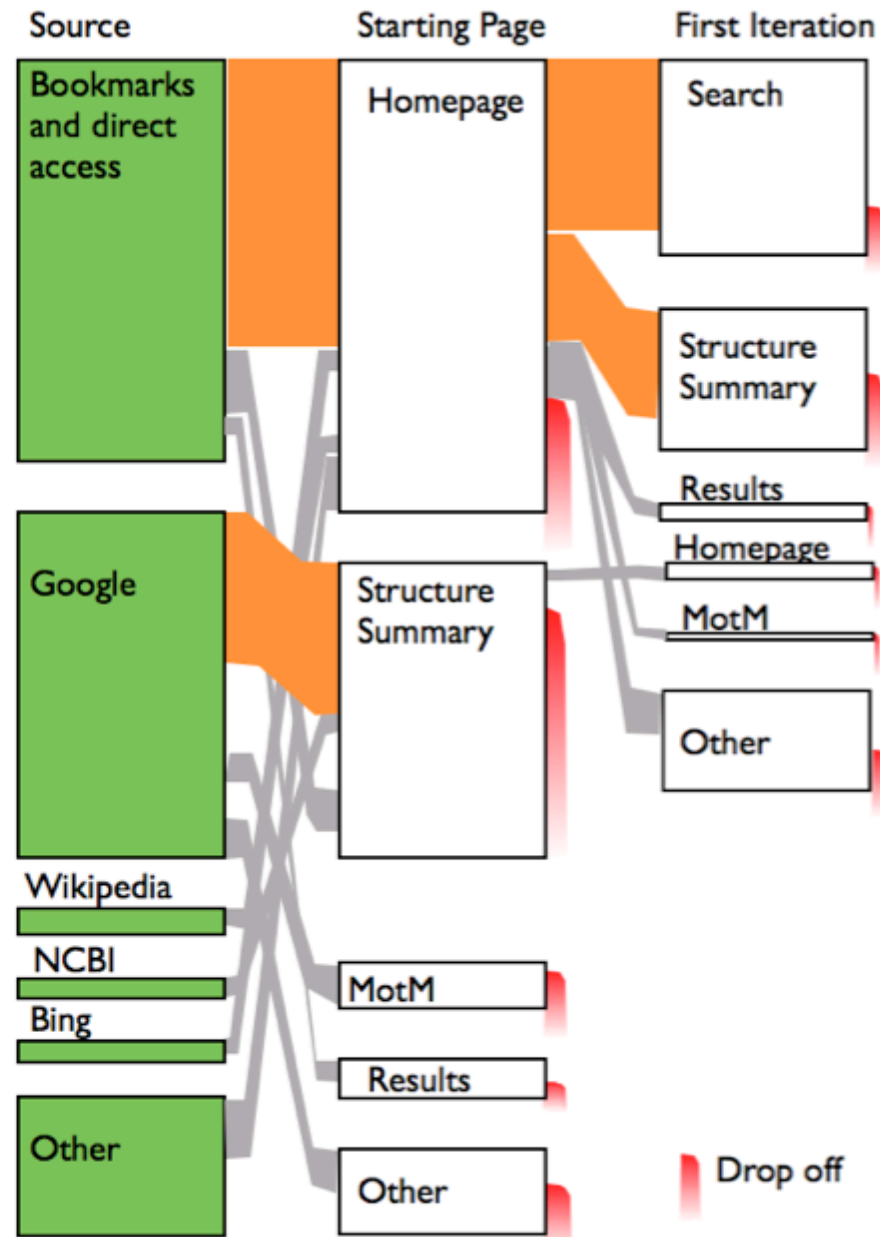 Source
Starting Page
First Iteration
Bookmarks
and direct
access
Google
Wikipedia
NCBI
Bing
Other
Homepage
Structure
Summary
MotM
Results
Other
Search
Structure
Summary
Results
Homepage
MotM
Other
Drop off